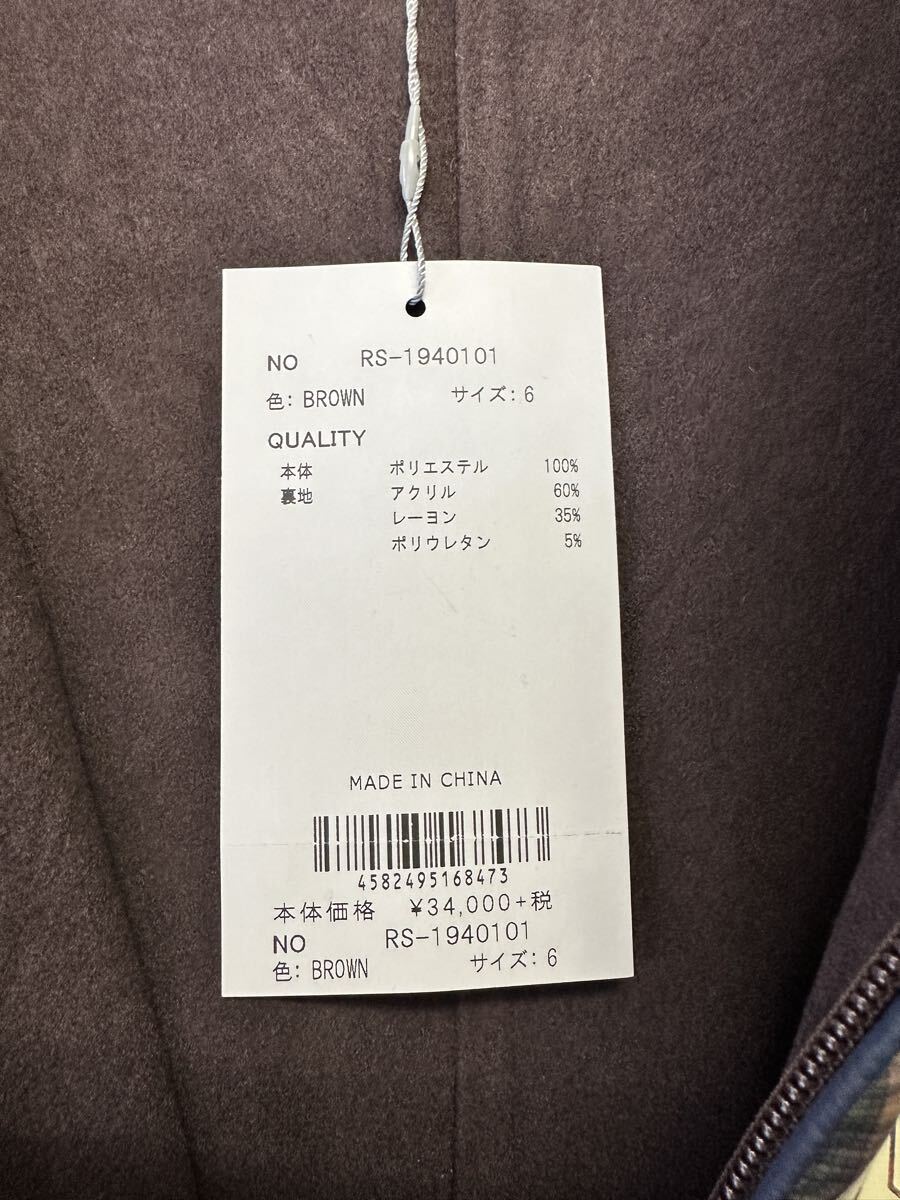 NO RS-1940101
色: BROWN サイズ: 6
QUALITY
本体 ポリエステル 100%
裏地 アクリル 60%
レーヨン 35%
ポリウレタン 5%
MADE IN CHINA
4582495168473
本体価格 ¥34,000+税
NO RS-1940101
色: BROWN サイズ: 6